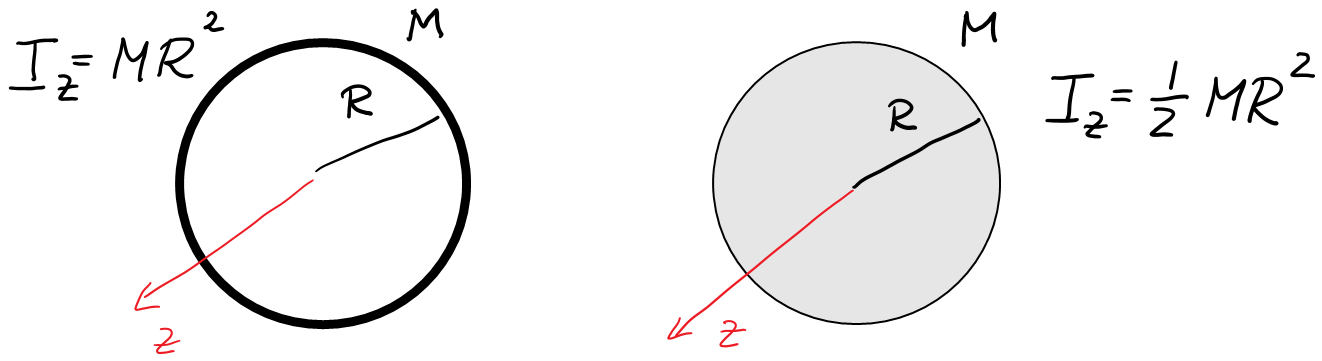 I_z = MR²
M
R
z
M
R
I_z = 1/2 MR²
z